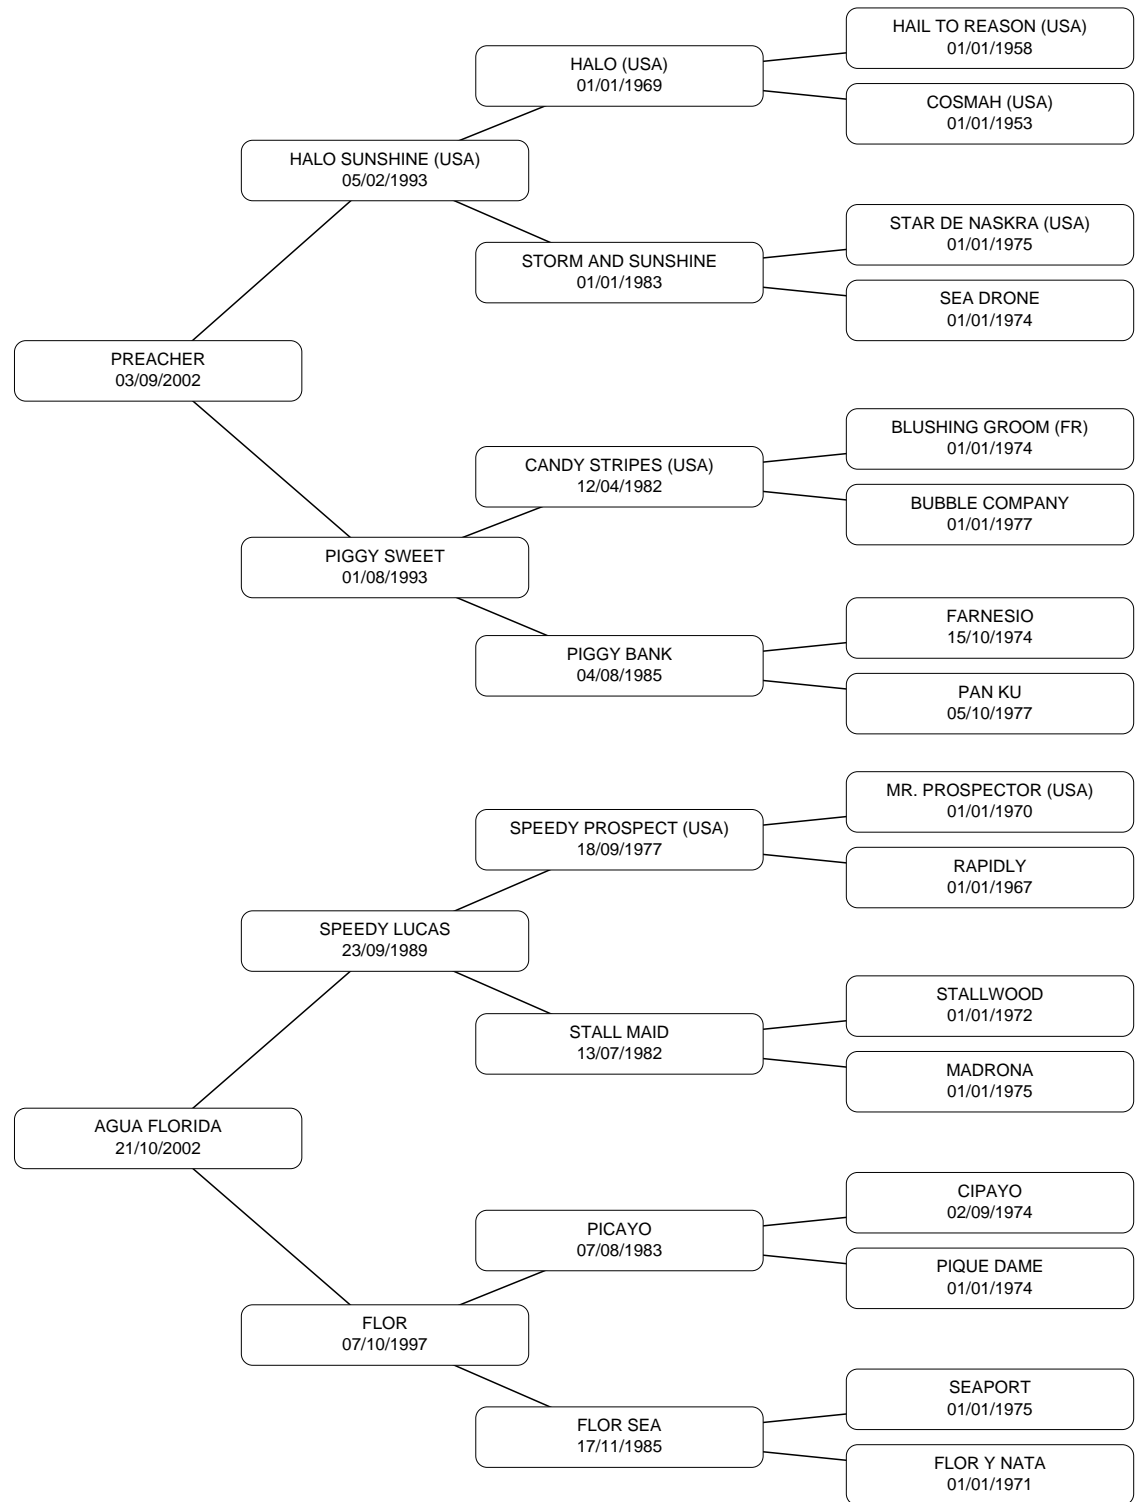 HAIL TO REASON (USA)
01/01/1958
HALO (USA)
01/01/1969
COSMAH (USA)
01/01/1953
HALO SUNSHINE (USA)
05/02/1993
STAR DE NASKRA (USA)
01/01/1975
STORM AND SUNSHINE
01/01/1983
SEA DRONE
01/01/1974
PREACHER
03/09/2002
BLUSHING GROOM (FR)
01/01/1974
CANDY STRIPES (USA)
12/04/1982
BUBBLE COMPANY
01/01/1977
PIGGY SWEET
01/08/1993
FARNESIO
15/10/1974
PIGGY BANK
04/08/1985
PAN KU
05/10/1977
MR. PROSPECTOR (USA)
01/01/1970
SPEEDY PROSPECT (USA)
18/09/1977
RAPIDLY
01/01/1967
SPEEDY LUCAS
23/09/1989
STALLWOOD
01/01/1972
STALL MAID
13/07/1982
MADRONA
01/01/1975
AGUA FLORIDA
21/10/2002
CIPAYO
02/09/1974
PICAYO
07/08/1983
PIQUE DAME
01/01/1974
FLOR
07/10/1997
SEAPORT
01/01/1975
FLOR SEA
17/11/1985
FLOR Y NATA
01/01/1971